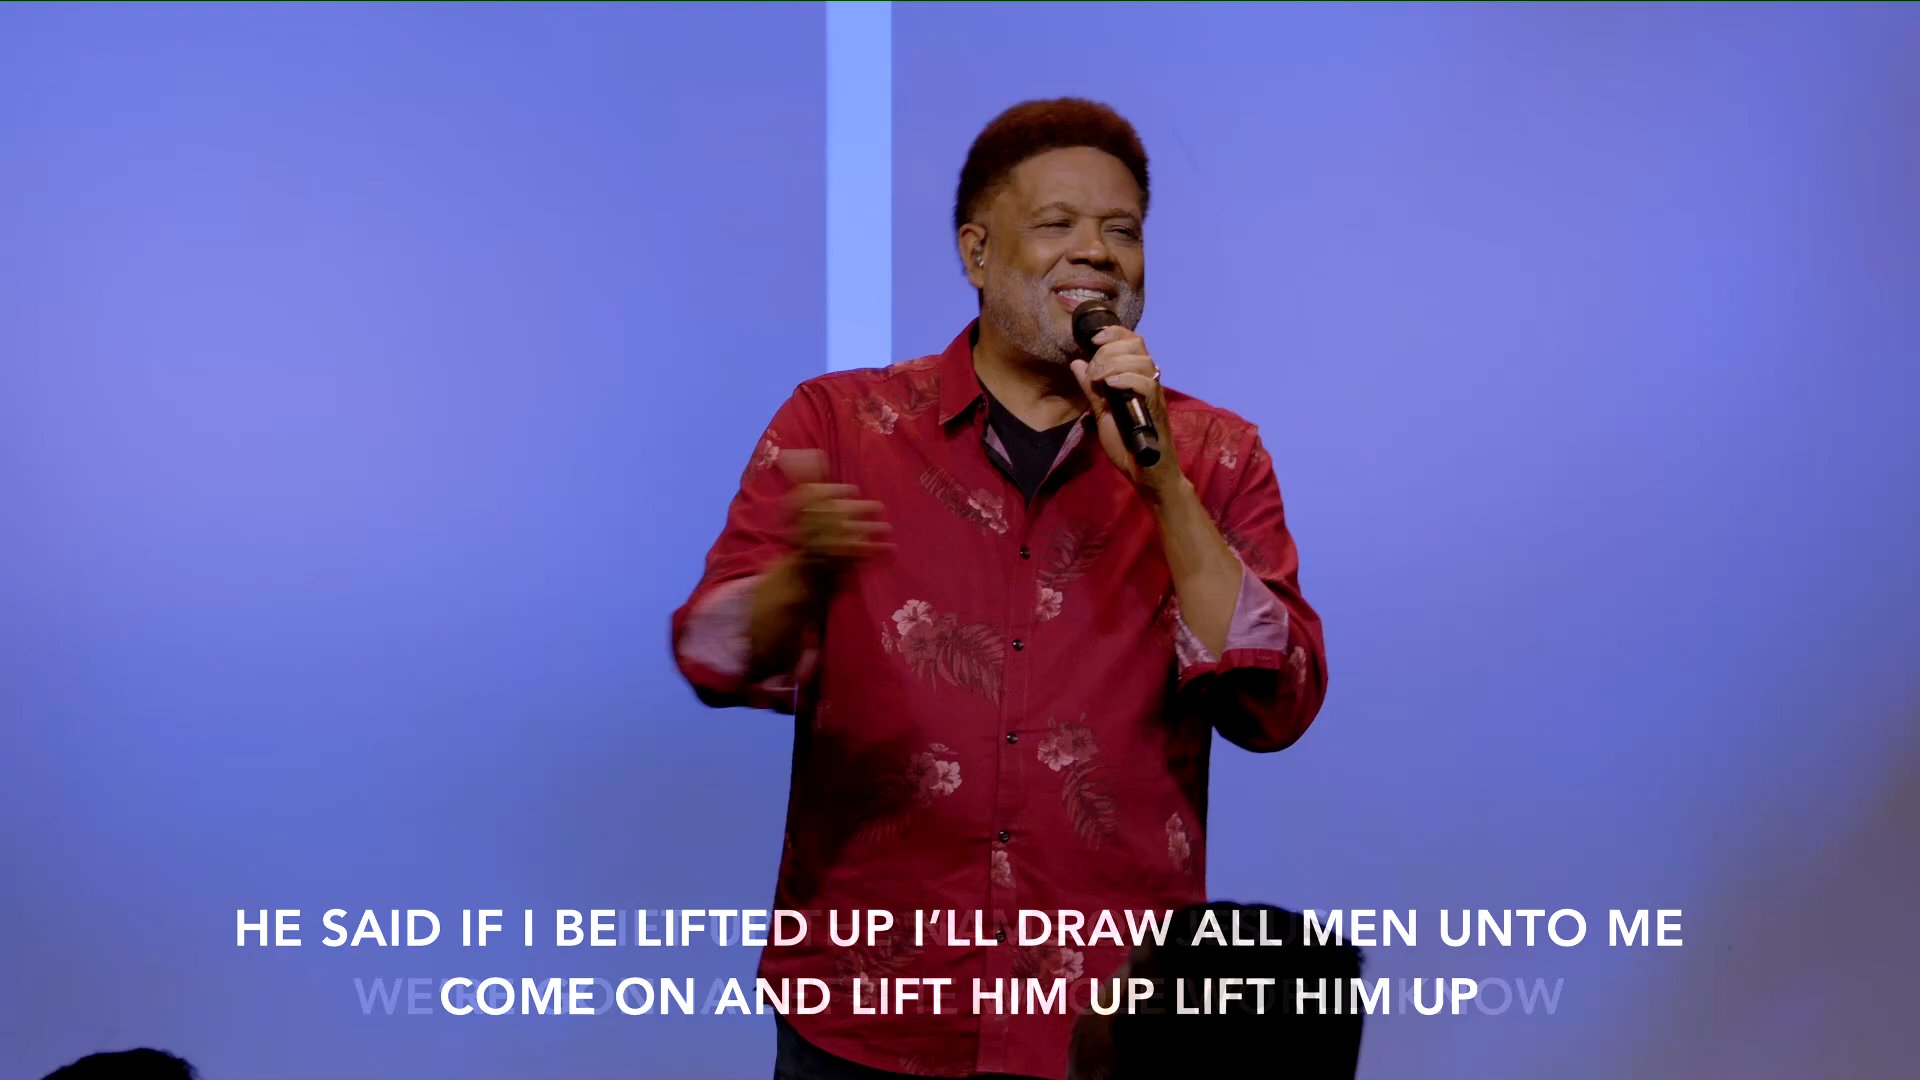 HE SAID IF I BE LIFTED UP I’LL DRAW ALL MEN UNTO ME
COME ON AND LIFT HIM UP LIFT HIM UP